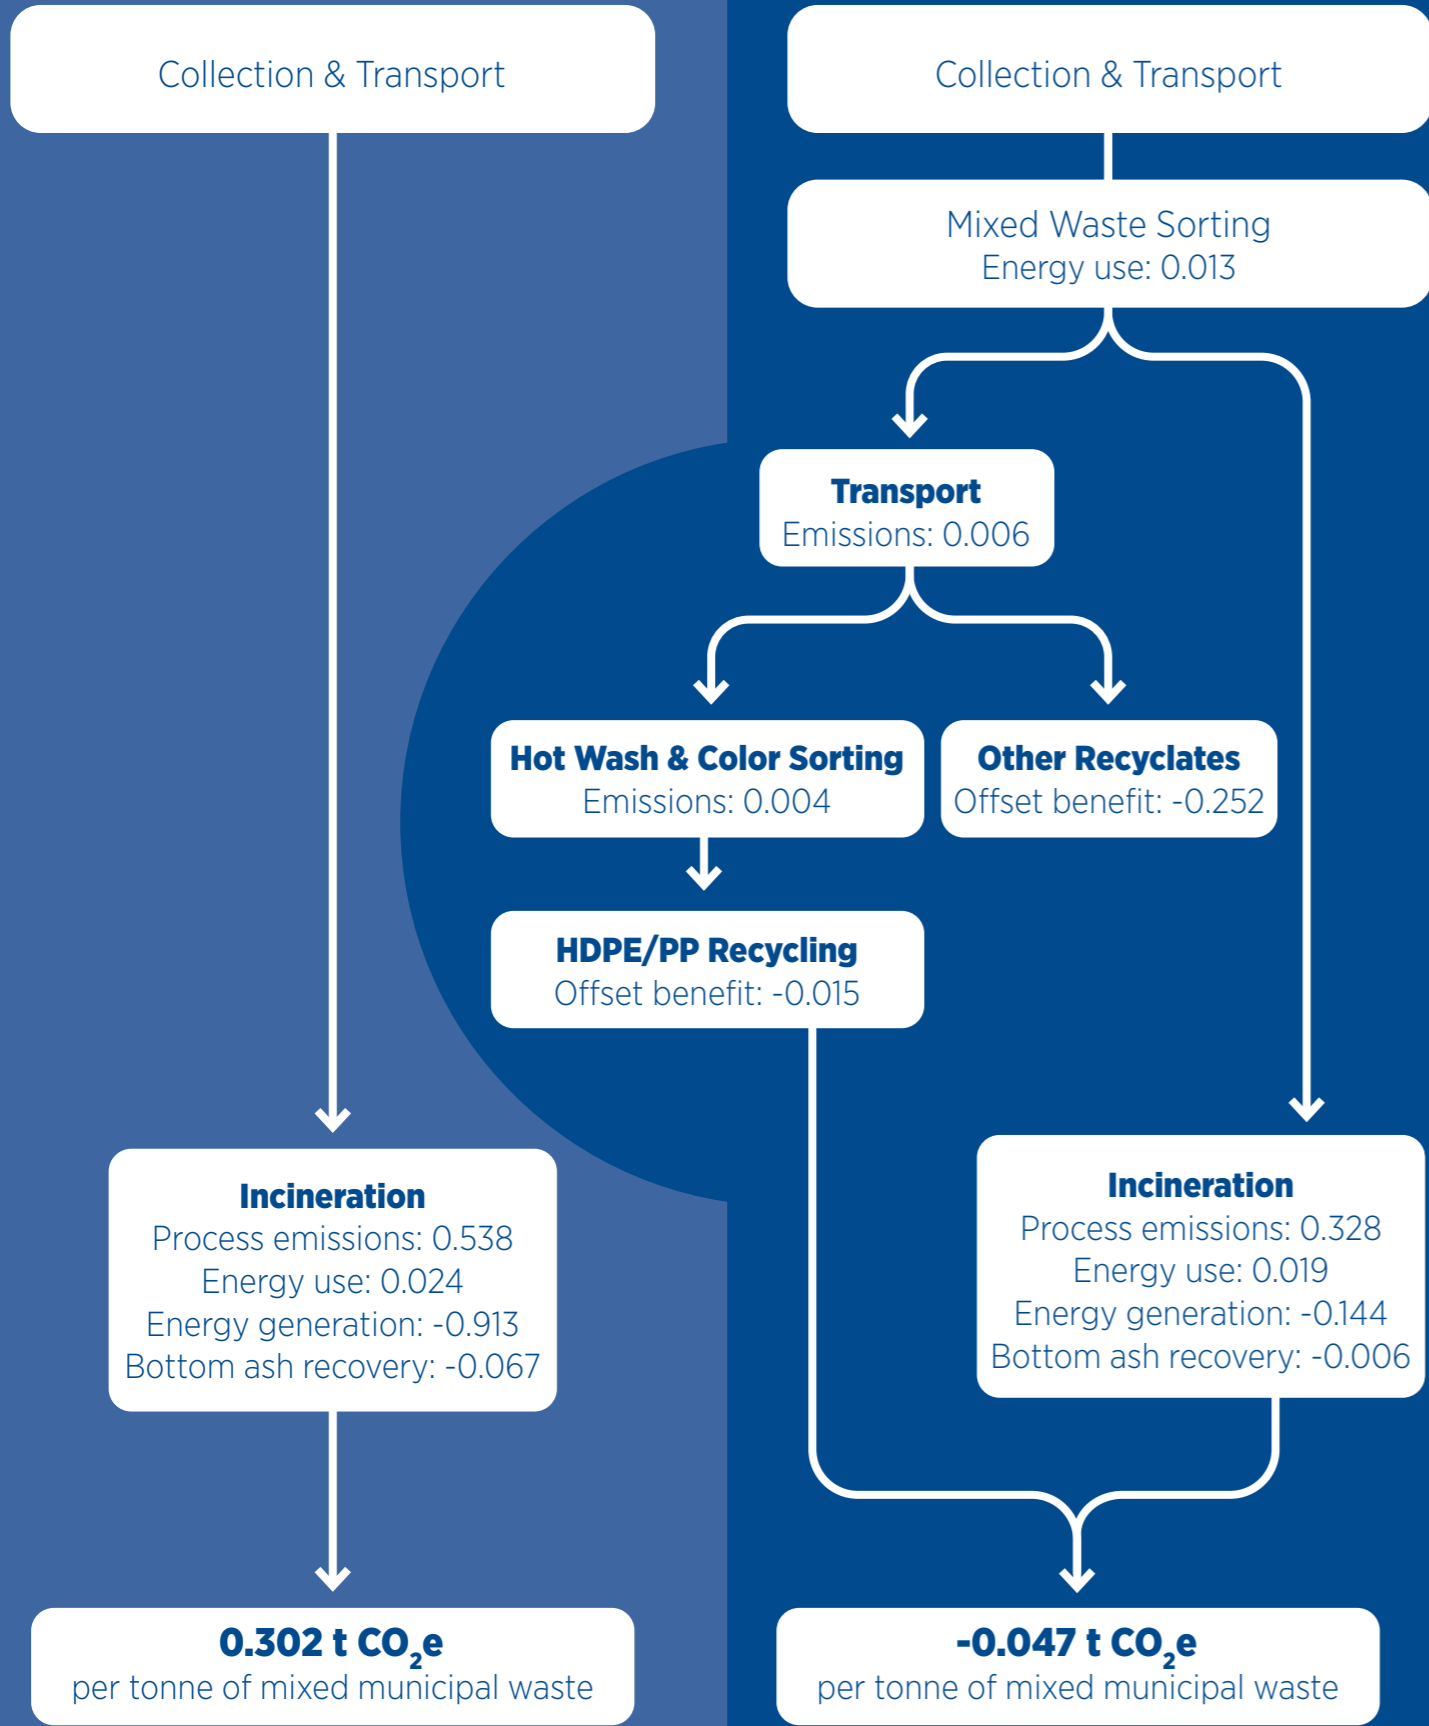 Collection & Transport
Incineration
Process emissions: 0.538
Energy use: 0.024
Energy generation: -0.913
Bottom ash recovery: -0.067
0.302 t CO₂e
per tonne of mixed municipal waste
Collection & Transport
Mixed Waste Sorting
Energy use: 0.013
Transport
Emissions: 0.006
Hot Wash & Color Sorting
Emissions: 0.004
Other Recyclates
Offset benefit: -0.252
HDPE/PP Recycling
Offset benefit: -0.015
Incineration
Process emissions: 0.328
Energy use: 0.019
Energy generation: -0.144
Bottom ash recovery: -0.006
-0.047 t CO₂e
per tonne of mixed municipal waste